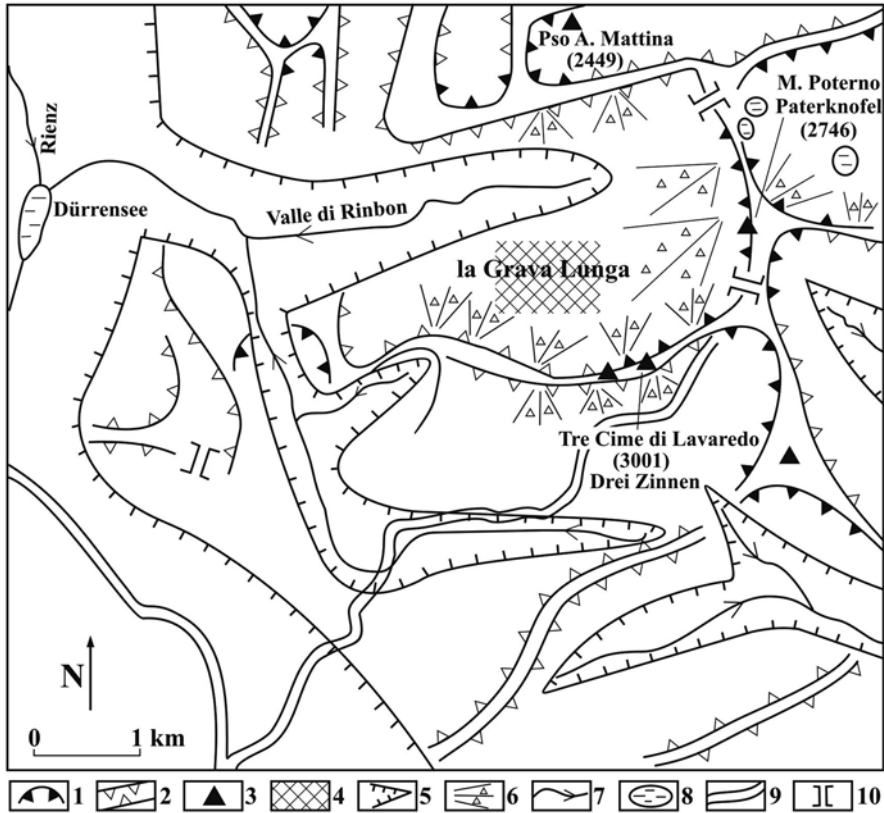 Pso A. Mattina
(2449)
M. Poterno
Paterknofel
(2746)
Rienz
Dürrensee
Valle di Rinbon
la Grava Lunga
Tre Cime di Lavaredo
(3001)
Drei Zinnen
N
0 1 km
1 2 3 4 5 6 7 8 9 10